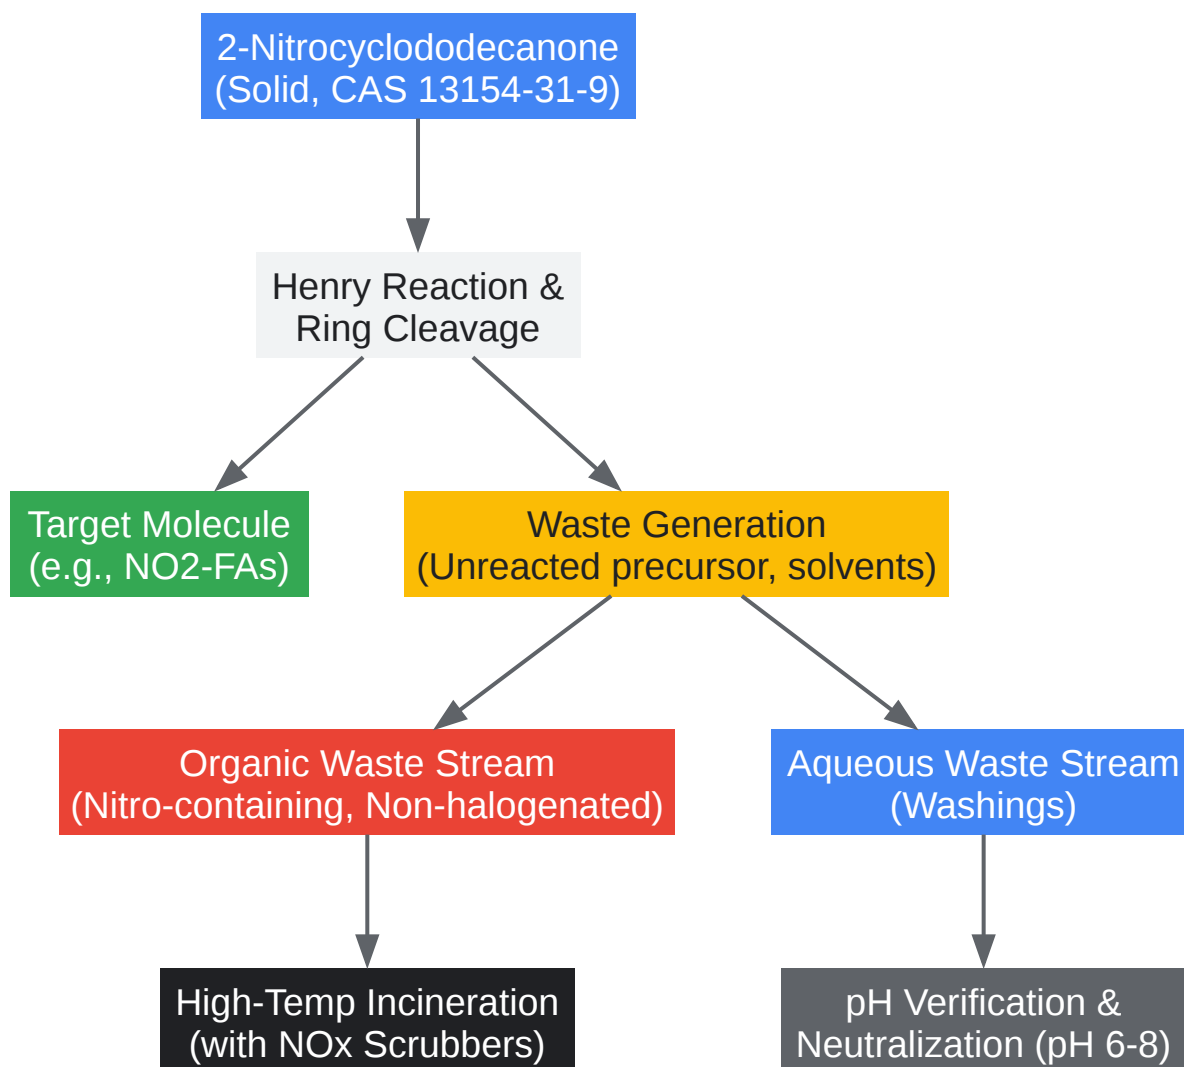 2-Nitrocyclododecanone
(Solid, CAS 13154-31-9)
Henry Reaction &
Ring Cleavage
Target Molecule
(e.g., NO2-FAs)
Waste Generation
(Unreacted precursor, solvents)
Organic Waste Stream
(Nitro-containing, Non-halogenated)
Aqueous Waste Stream
(Washings)
High-Temp Incineration
(with NOx Scrubbers)
pH Verification &
Neutralization (pH 6-8)